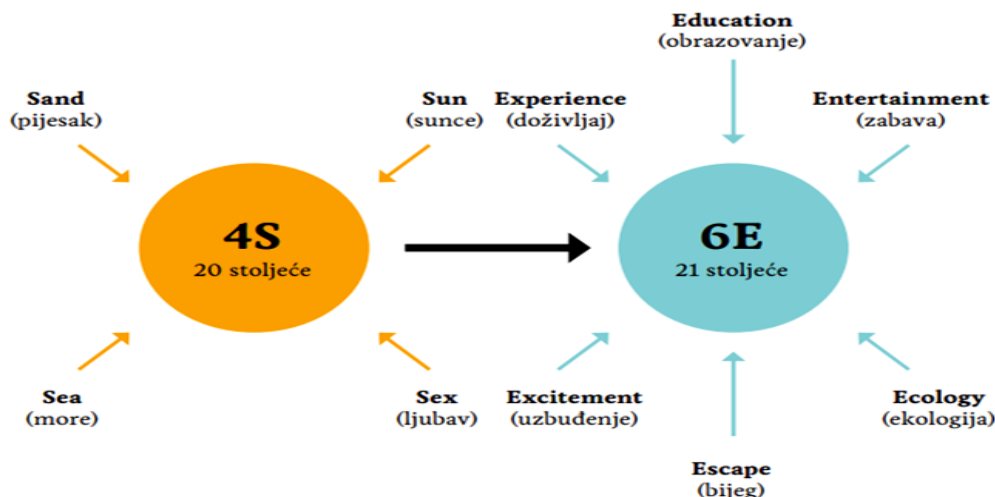 Education
(obrazovanje)
Sand
(pijesak)
Sun
(sunce)
Experience
(doživljaj)
Entertainment
(zabava)
4S
20 stoljeće
6E
21 stoljeće
Sea
(more)
Sex
(ljubav)
Excitement
(uzbuđenje)
Ecology
(ekologija)
Escape
(bijeg)